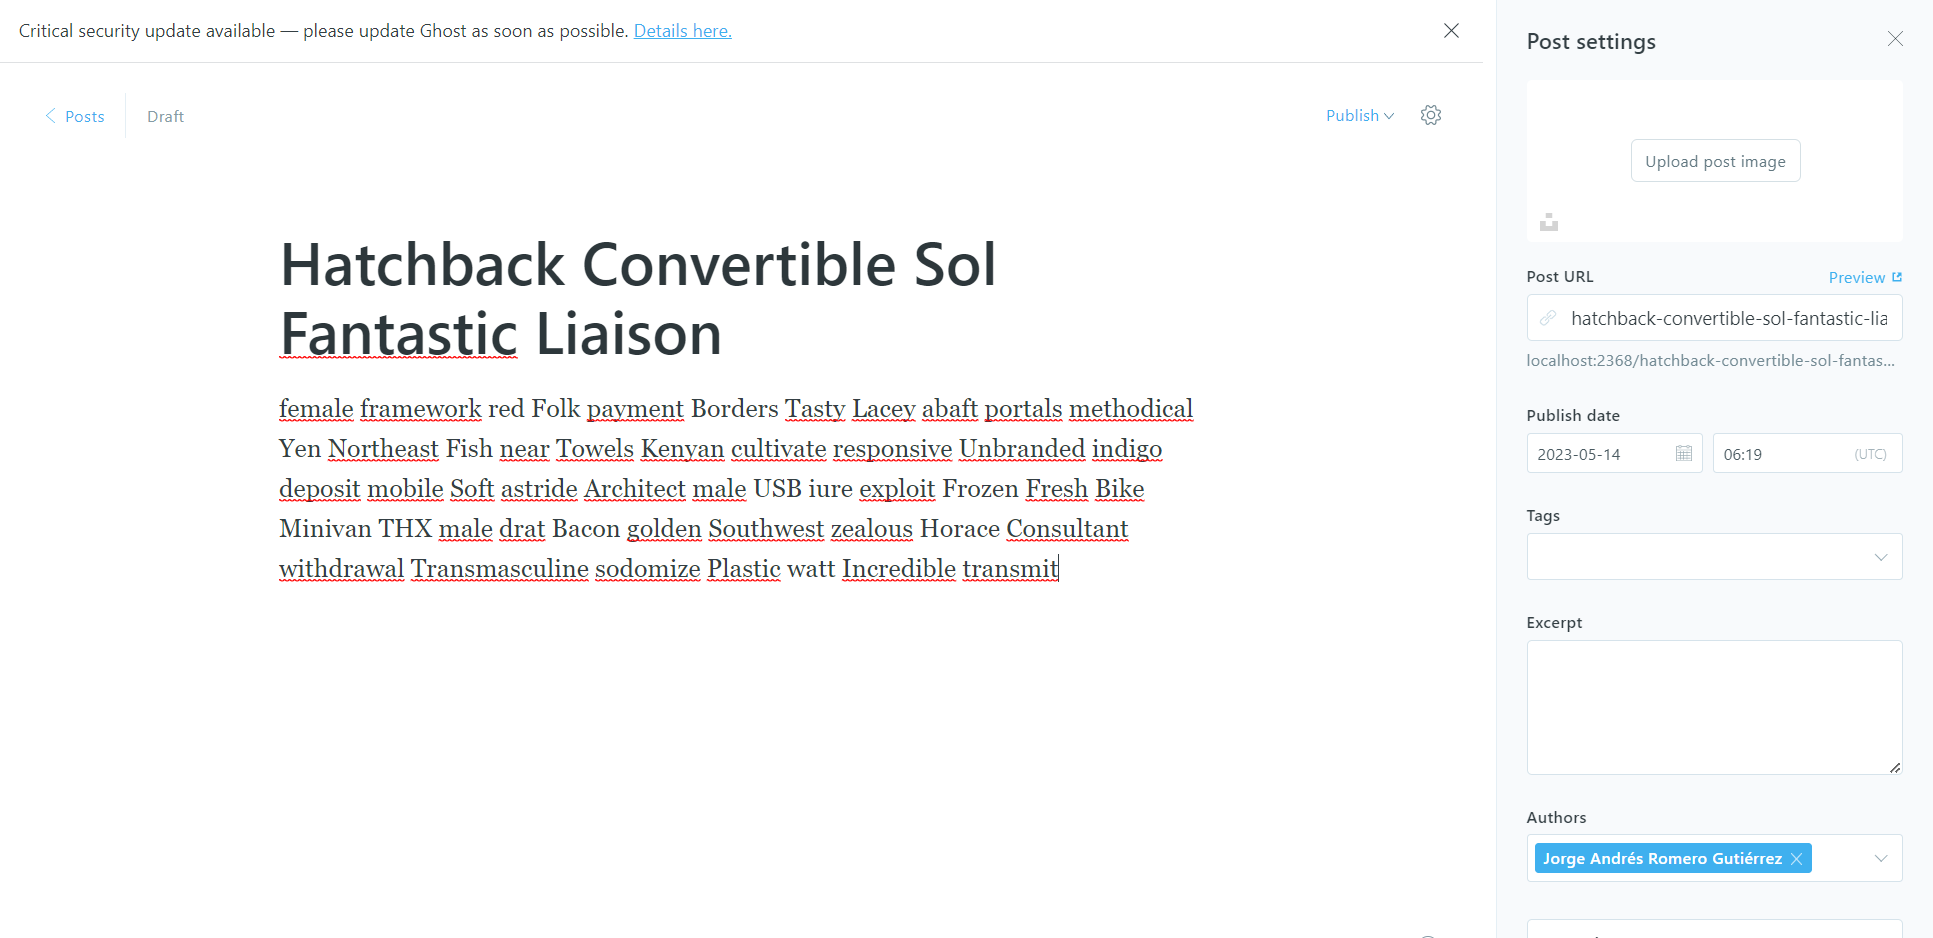 Critical security update available — please update Ghost as soon as possible. Details here.
Posts
Draft
Publish
Hatchback Convertible Sol
Fantastic Liaison
female framework red Folk payment Borders Tasty Lacey abaft portals methodical
Yen Northeast Fish near Towels Kenyan cultivate responsive Unbranded indigo
deposit mobile Soft astride Architect male USB iure exploit Frozen Fresh Bike
Minivan THX male drat Bacon golden Southwest zealous Horace Consultant
withdrawal Transmasculine sodomize Plastic watt Incredible transmit
Post settings
Upload post image
Post URL
Preview
hatchback-convertible-sol-fantastic-lia
localhost:2368/hatchback-convertible-sol-fantas...
Publish date
2023-05-14
06:19
(UTC)
Tags
Excerpt
Authors
Jorge Andrés Romero Gutiérrez